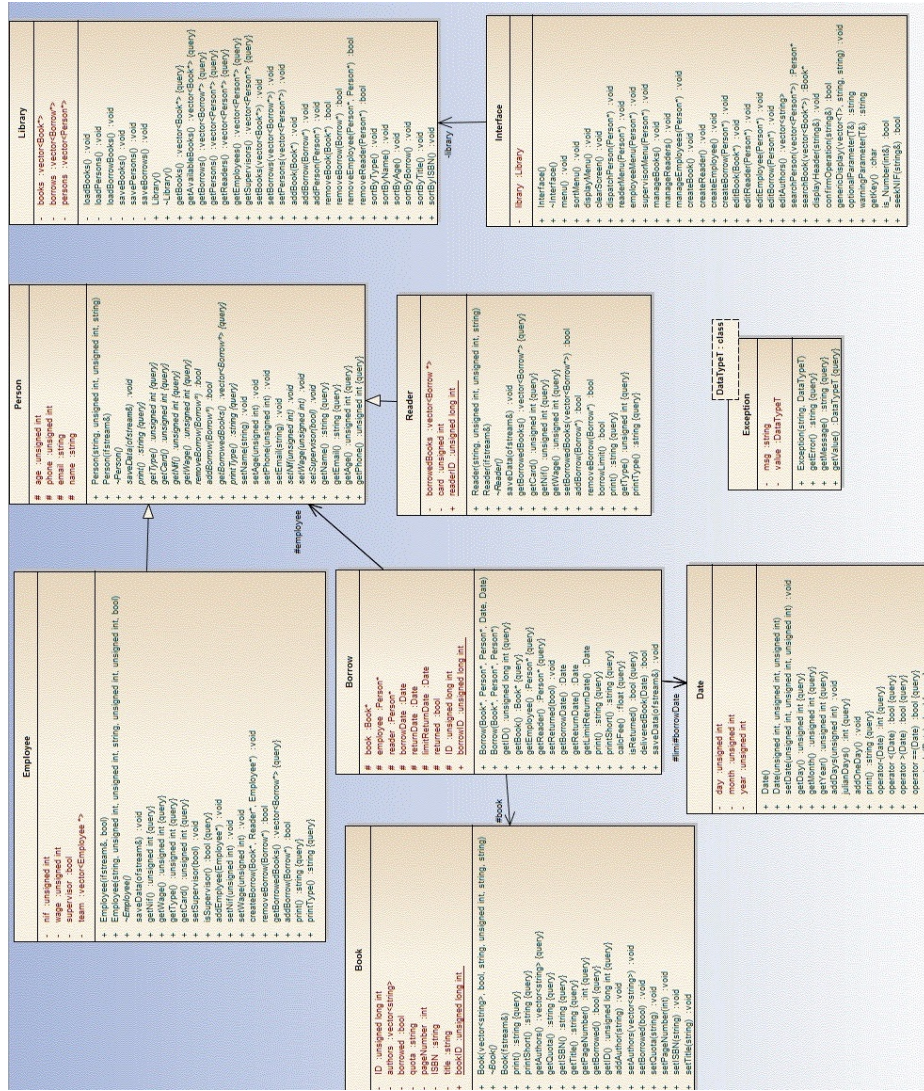 Library
- books :vector<Book*>
- borrows :vector<Borrow*>
- persons :vector<Person*>
+ loadBooks() :void
+ loadPersons() :void
+ loadBorrows() :void
+ saveBooks() :void
+ savePersons() :void
+ saveBorrows() :void
+ Library()
+ ~Library()
+ getBooks() :vector<Book*> {query}
+ getAvailableBooks() :vector<Book*> {query}
+ getBorrows() :vector<Borrow*> {query}
+ getPersons() :vector<Person*> {query}
+ getReaders() :vector<Person*> {query}
+ getEmployees() :vector<Person*> {query}
+ getSupervisors() :vector<Person*> {query}
+ setBooks(vector<Book*>) :void
+ setBorrows(vector<Borrow*>) :void
+ setPersons(vector<Person*>) :void
+ addBook(Book*) :void
+ addBorrow(Borrow*) :void
+ addPerson(Person*) :void
+ removeBook(Book*) :bool
+ removeBorrow(Borrow*) :bool
+ removeEmployee(Person*, Person*) :bool
+ removeReader(Person*) :bool
+ sortByType() :void
+ sortByName() :void
+ sortByAge() :void
+ sortByBorrow() :void
+ sortByTitle() :void
+ sortByISBN() :void
-library
Interface
- library :Library
+ Interface()
+ ~Interface()
+ menu() :void
+ sortMenu() :void
+ displayMenu() :void
+ clearScreen() :void
+ dispatchPerson(Person*) :void
+ readerMenu(Person*) :void
+ employeeMenu(Person*) :void
+ supervisorMenu(Person*) :void
+ manageBooks() :void
+ manageReaders() :void
+ manageEmployees(Person*) :void
+ createBook() :void
+ createReader() :void
+ createEmployee() :void
+ createBorrow(Person*) :void
+ editBook(Book*) :void
+ editReader(Person*) :void
+ editEmployee(Person*) :void
+ editBorrow(Person*) :void
+ editAuthors() :vector<string>
+ searchPerson(vector<Person*>) :Person*
+ searchBook(vector<Book*>) :Book*
+ displayHeader(string&) :void
+ confirmOperation(string&) :bool
+ genericDisplay(vector<T>, string, string) :void
+ optionalParameter(T&) :string
+ warningParameter(T&) :string
+ getKey() :char
+ is_Number(int&) :bool
+ seekNIF(string&) :bool
Person
# age :unsigned int
# phone :unsigned int
# email :string
# name :string
+ Person(string, unsigned int, unsigned int, string)
+ Person(ifstream&)
+ ~Person()
+ saveData(ofstream&) :void
+ print() :string {query}
+ getType() :unsigned int {query}
+ getCard() :unsigned int {query}
+ getNif() :unsigned int {query}
+ getWage() :unsigned int {query}
+ removeBorrow(Borrow*) :bool
+ addBorrow(Borrow*) :bool
+ getBorrowedBooks() :vector<Borrow*> {query}
+ printType() :string {query}
+ setName(string) :void
+ setAge(unsigned int) :void
+ setPhone(unsigned int) :void
+ setEmail(string) :void
+ setNif(unsigned int) :void
+ setWage(unsigned int) :void
+ setSupervisor(bool) :void
+ getName() :string {query}
+ getEmail() :string {query}
+ getAge() :unsigned int {query}
+ getPhone() :unsigned int {query}
Reader
- borrowedBooks :vector<Borrow *>
- card :unsigned int
+ readerID :unsigned long int
+ Reader(string, unsigned int, unsigned int, string)
+ Reader(ifstream&)
+ ~Reader()
+ saveData(ofstream&) :void
+ getBorrowedBooks() :vector<Borrow*> {query}
+ getCard() :unsigned int {query}
+ getNif() :unsigned int {query}
+ getWage() :unsigned int {query}
+ setBorrowedBooks(vector<Borrow*>) :bool
+ addBorrow(Borrow*) :bool
+ removeBorrow(Borrow*) :bool
+ borrowLimit() :bool
+ print() :string {query}
+ getType() :unsigned int {query}
+ printType() :string {query}
DataTypeT : class
Exception
- msg :string
- value :DataTypeT
+ Exception(string, DataTypeT)
+ getError() :string {query}
+ getMessage() :string {query}
+ getValue() :DataTypeT {query}
#employee
Employee
- nif :unsigned int
- wage :unsigned int
- supervisor :bool
- team :vector<Employee *>
+ Employee(ifstream&, bool)
+ Employee(string, unsigned int, unsigned int, string, unsigned int, unsigned int, bool)
+ ~Employee()
+ saveData(ofstream&) :void
+ getNif() :unsigned int {query}
+ getWage() :unsigned int {query}
+ getType() :unsigned int {query}
+ getCard() :unsigned int {query}
+ setSupervisor(bool) :void
+ isSupervisor() :bool {query}
+ addEmplyee(Employee*) :void
+ setNif(unsigned int) :void
+ setWage(unsigned int) :void
+ createBorrow(Book*, Reader*, Employee*) :void
+ removeBorrow(Borrow*) :bool
+ getBorrowedBooks() :vector<Borrow*> {query}
+ addBorrow(Borrow*) :bool
+ print() :string {query}
+ printType() :string {query}
Borrow
# book :Book*
# employee :Person*
# reader :Person*
# borrowDate :Date
# returnDate :Date
# limitReturnDate :Date
# returned :bool
# ID :unsigned long int
+ borrowID :unsigned long int
+ Borrow(Book*, Person*, Person*, Date, Date)
+ Borrow(Book*, Person*, Person*)
+ getID() :unsigned long int {query}
+ getBook() :Book* {query}
+ getEmployee() :Person* {query}
+ getReader() :Person* {query}
+ setReturned(bool) :void
+ getBorrowDate() :Date
+ getReturnDate() :Date
+ getLimitReturnDate() :Date
+ print() :string {query}
+ printShort() :string {query}
+ calcFee() :float {query}
+ isReturned() :bool {query}
+ deliveredBook(Date) :bool
+ saveData(ofstream&) :void
#limi#borrowDate
Date
- day :unsigned int
- month :unsigned int
- year :unsigned int
+ Date()
+ Date(unsigned int, unsigned int, unsigned int)
+ setDate(unsigned int, unsigned int, unsigned int) :void
+ getDay() :unsigned int {query}
+ getMonth() :unsigned int {query}
+ getYear() :unsigned int {query}
+ addDays(unsigned int) :void
+ julianDays() :int {query}
+ addOneDay() :void
+ print() :string {query}
+ operator-(Date) :int {query}
+ operator <(Date) :bool {query}
+ operator >(Date) :bool {query}
+ operator ==(Date) :bool {query}
#book
Book
- ID :unsigned long int
- authors :vector<string>
- borrowed :bool
- quota :string
- pageNumber :int
- ISBN :string
- title :string
+ bookID :unsigned long int
+ Book(vector<string>, bool, string, unsigned int, string, string)
+ ~Book()
+ Book(ifstream&)
+ print() :string {query}
+ printShort() :string {query}
+ getAuthors() :vector<string> {query}
+ getQuota() :string {query}
+ getISBN() :string {query}
+ getTitle() :string {query}
+ getPageNumber() :int {query}
+ getBorrowed() :bool {query}
+ getID() :unsigned long int {query}
+ addAuthor(string) :void
+ setAuthors(vector<string>) :void
+ setBorrowed(bool) :void
+ setQuota(string) :void
+ setPageNumber(int) :void
+ setISBN(string) :void
+ setTitle(string) :void